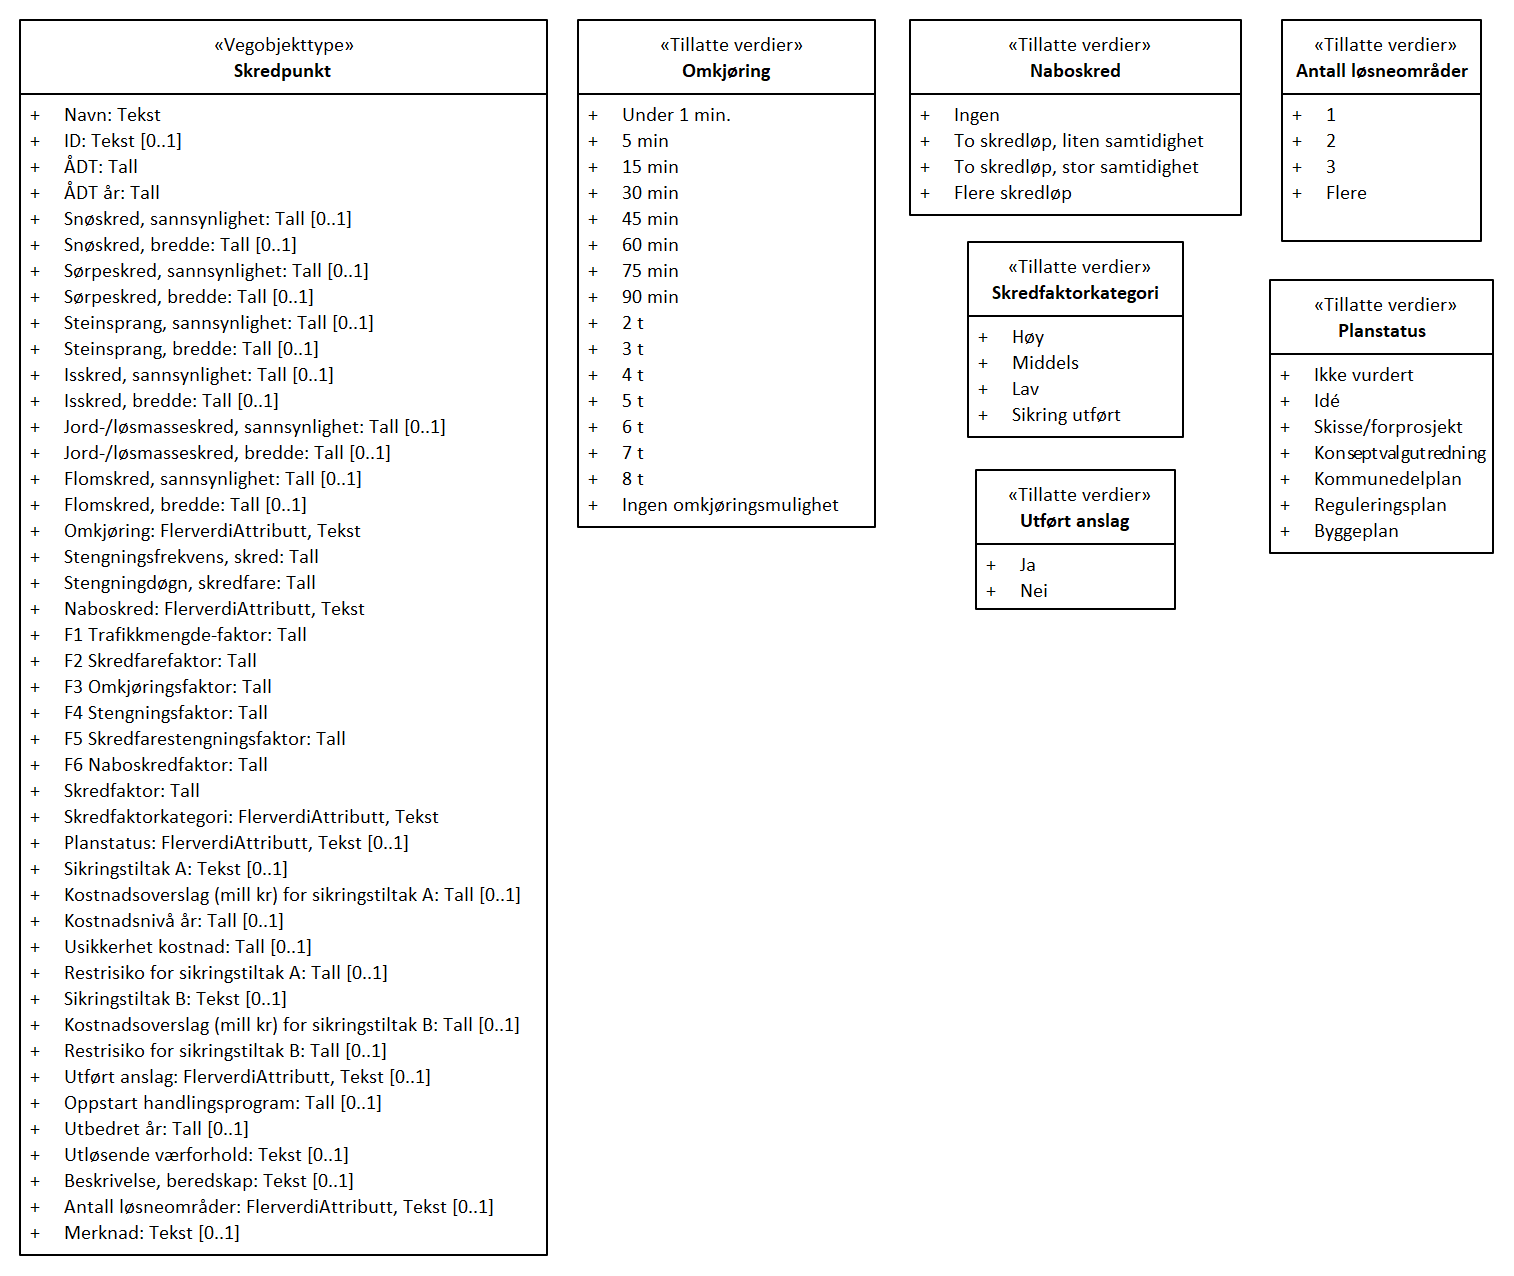 «Vegobjekttype»
Skredpunkt
+ Navn: Tekst
+ ID: Tekst [0..1]
+ ÅDT: Tall
+ ÅDT år: Tall
+ Snøskred, sannsynlighet: Tall [0..1]
+ Snøskred, bredde: Tall [0..1]
+ Sørpeskred, sannsynlighet: Tall [0..1]
+ Sørpeskred, bredde: Tall [0..1]
+ Steinsprang, sannsynlighet: Tall [0..1]
+ Steinsprang, bredde: Tall [0..1]
+ Isskred, sannsynlighet: Tall [0..1]
+ Isskred, bredde: Tall [0..1]
+ Jord-/løsmasseskred, sannsynlighet: Tall [0..1]
+ Jord-/løsmasseskred, bredde: Tall [0..1]
+ Flomskred, sannsynlighet: Tall [0..1]
+ Flomskred, bredde: Tall [0..1]
+ Omkjøring: FlerverdiAttributt, Tekst
+ Stengningsfrekvens, skred: Tall
+ Stengningdøgn, skredfare: Tall
+ Naboskred: FlerverdiAttributt, Tekst
+ F1 Trafikkmengde-faktor: Tall
+ F2 Skredfarefaktor: Tall
+ F3 Omkjøringsfaktor: Tall
+ F4 Stengningsfaktor: Tall
+ F5 Skredfarestengningsfaktor: Tall
+ F6 Naboskredfaktor: Tall
+ Skredfaktor: Tall
+ Skredfaktorkategori: FlerverdiAttributt, Tekst
+ Planstatus: FlerverdiAttributt, Tekst [0..1]
+ Sikringstiltak A: Tekst [0..1]
+ Kostnadsoverslag (mill kr) for sikringstiltak A: Tall [0..1]
+ Kostnadsnivå år: Tall [0..1]
+ Usikkerhet kostnad: Tall [0..1]
+ Restrisiko for sikringstiltak A: Tall [0..1]
+ Sikringstiltak B: Tekst [0..1]
+ Kostnadsoverslag (mill kr) for sikringstiltak B: Tall [0..1]
+ Restrisiko for sikringstiltak B: Tall [0..1]
+ Utført anslag: FlerverdiAttributt, Tekst [0..1]
+ Oppstart handlingsprogram: Tall [0..1]
+ Utbedret år: Tall [0..1]
+ Utløsende værforhold: Tekst [0..1]
+ Beskrivelse, beredskap: Tekst [0..1]
+ Antall løsneområder: FlerverdiAttributt, Tekst [0..1]
+ Merknad: Tekst [0..1]
«Tillatte verdier»
Omkjøring
+ Under 1 min.
+ 5 min
+ 15 min
+ 30 min
+ 45 min
+ 60 min
+ 75 min
+ 90 min
+ 2 t
+ 3 t
+ 4 t
+ 5 t
+ 6 t
+ 7 t
+ 8 t
+ Ingen omkjøringsmulighet
«Tillatte verdier»
Naboskred
+ Ingen
+ To skredløp, liten samtidighet
+ To skredløp, stor samtidighet
+ Flere skredløp
«Tillatte verdier»
Skredfaktorkategori
+ Høy
+ Middels
+ Lav
+ Sikring utført
«Tillatte verdier»
Utført anslag
+ Ja
+ Nei
«Tillatte verdier»
Antall løsneområder
+ 1
+ 2
+ 3
+ Flere
«Tillatte verdier»
Planstatus
+ Ikke vurdert
+ Idé
+ Skisse/forprosjekt
+ Konseptvalgutredning
+ Kommunedelplan
+ Reguleringsplan
+ Byggeplan